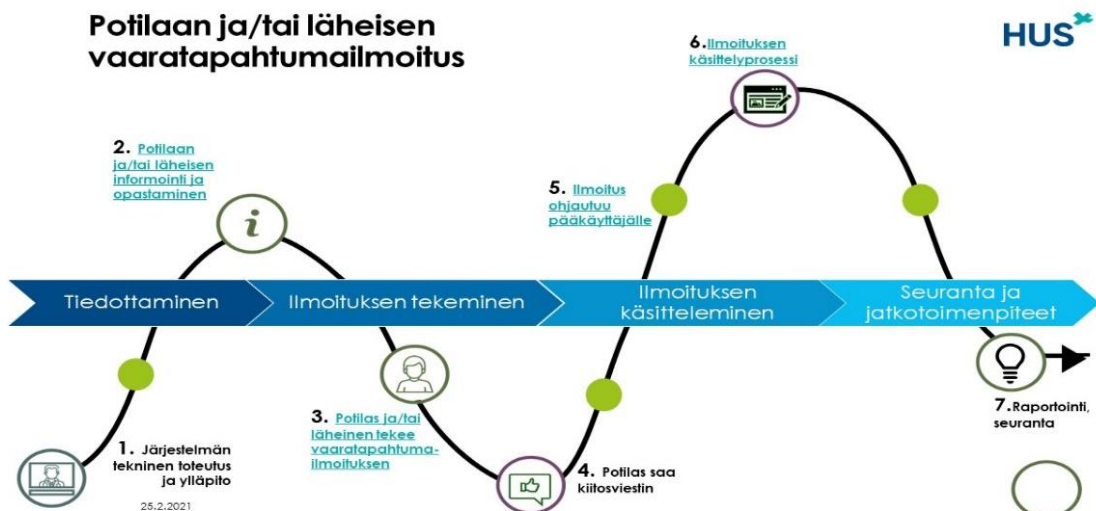 Potilaan ja/tai läheisen
vaaratapahtumailmoitus
HUS
2. Potilaan
ja/tai läheisen
informointi ja
opastaminen
6.Ilmoituksen
käsittelyprosessi
5. Ilmoitus
ohjautuu
pääkäyttäjälle
Tiedottaminen
Ilmoituksen tekeminen
Ilmoituksen
käsitteleminen
Seuranta ja
jatkotoimenpiteet
1. Järjestelmän
tekninen toteutus
ja ylläpito
25.2.2021
3. Potilas ja/tai
läheinen tekee
vaaratapahtuma-
ilmoituksen
4. Potilas saa
kiitosviestin
7.Raportointi,
seuranta